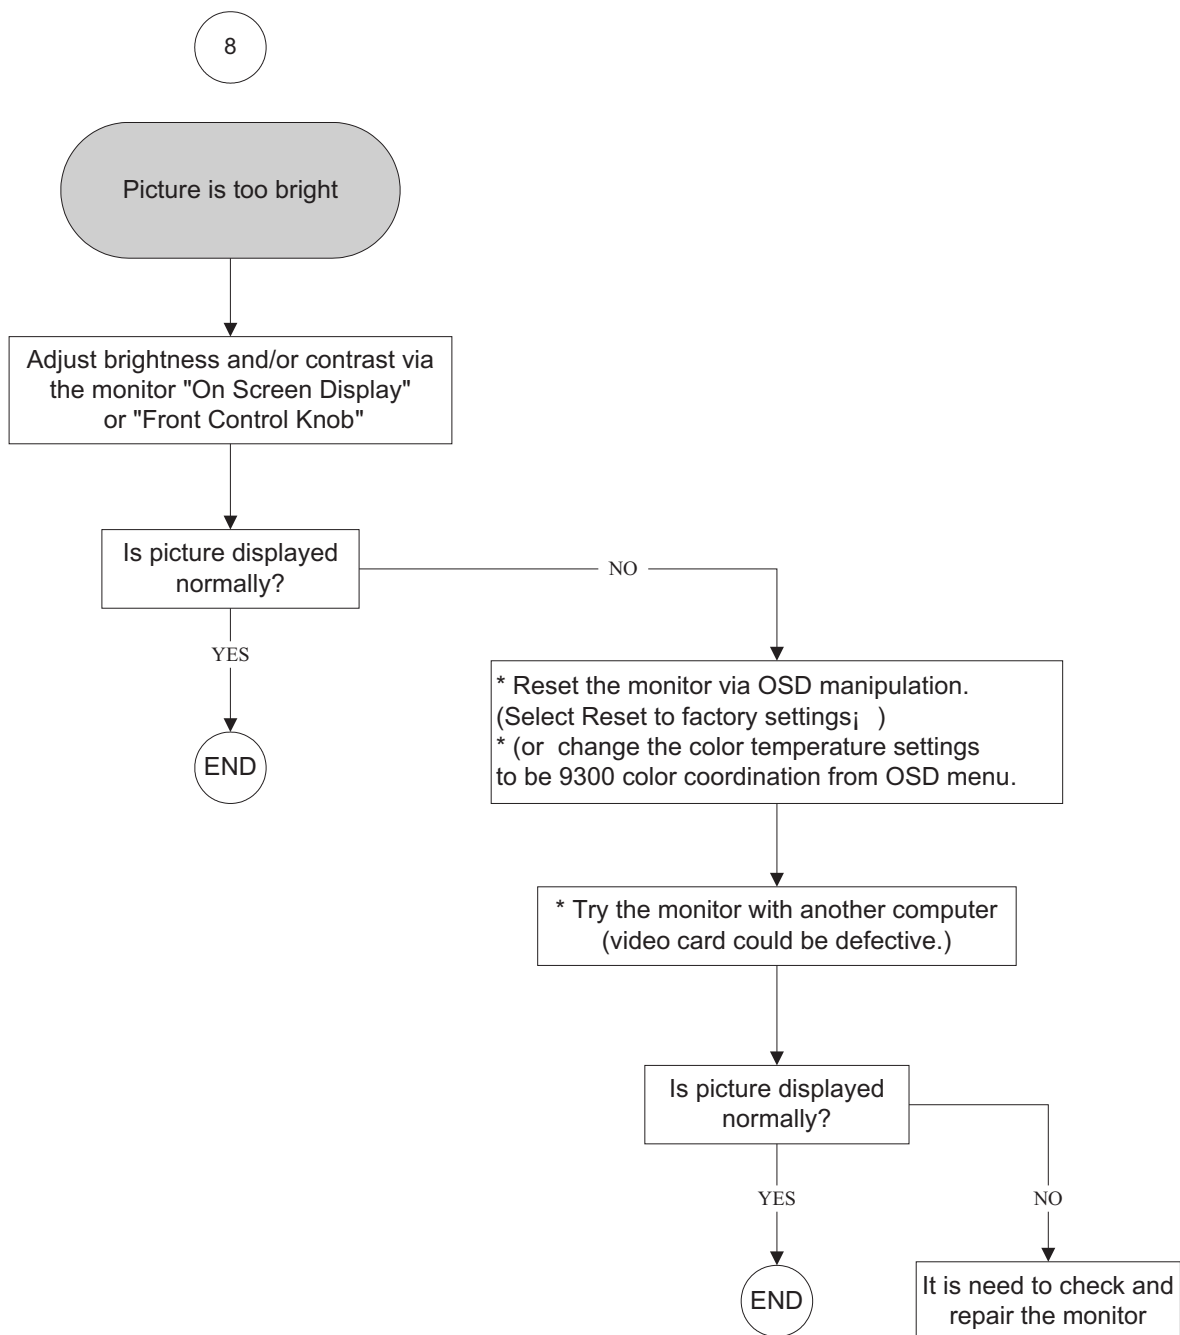 8
Picture is too bright
Adjust brightness and/or contrast via
the monitor "On Screen Display"
or "Front Control Knob"
Is picture displayed
normally?
NO
YES
END
* Reset the monitor via OSD manipulation.
(Select Reset to factory settings¡  )
* (or  change the color temperature settings
to be 9300 color coordination from OSD menu.
* Try the monitor with another computer
(video card could be defective.)
Is picture displayed
normally?
YES
NO
END
It is need to check and
repair the monitor